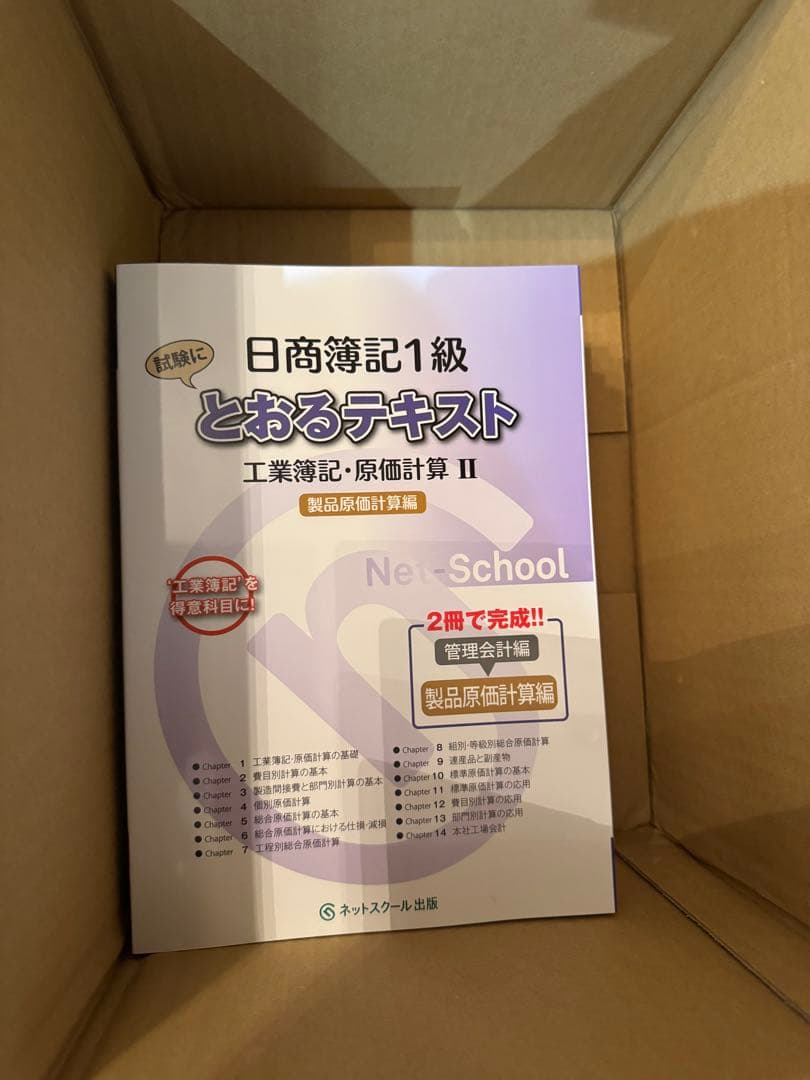 試験に
日商簿記1級
とおるテキスト
工業簿記・原価計算 II
製品原価計算編
Net-School
"工業簿記"を
得意科目に!
2冊で完成!!
管理会計編
製品原価計算編
● Chapter 1 工業簿記・原価計算の基礎
● Chapter 2 費目別計算の基本
● Chapter 3 製造間接費と部門別計算の基本
● Chapter 4 個別原価計算
● Chapter 5 総合原価計算の基本
● Chapter 6 総合原価計算における仕損・減損
● Chapter 7 工程別総合原価計算
● Chapter 8 組別・等級別総合原価計算
● Chapter 9 連産品と副産物
● Chapter 10 標準原価計算の基本
● Chapter 11 標準原価計算の応用
● Chapter 12 費目別計算の応用
● Chapter 13 部門別計算の応用
● Chapter 14 本社工場会計
ネットスクール出版